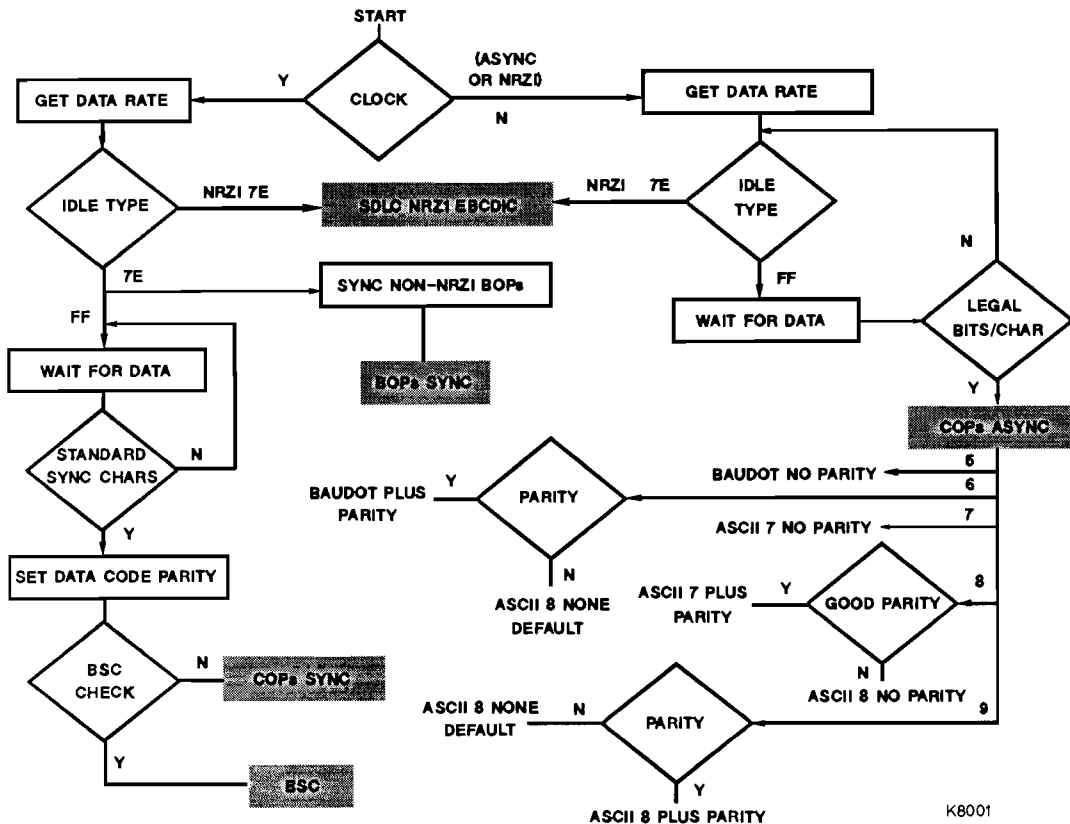 START
(ASYNC
OR NRZI)
Y
CLOCK
N
GET DATA RATE
GET DATA RATE
IDLE TYPE
NRZI 7E
SDLC NRZI EBCDIC
NRZI 7E
IDLE
TYPE
N
7E
SYNC NON-NRZI BOPs
FF
FF
WAIT FOR DATA
LEGAL
BITS/CHAR
WAIT FOR DATA
BOPs SYNC
Y
COPs ASYNC
STANDARD
SYNC CHARS
N
Y
5
BAUDOT NO PARITY
6
BAUDOT PLUS
PARITY
Y
PARITY
N
ASCII 8 NONE
DEFAULT
7
ASCII 7 NO PARITY
SET DATA CODE PARITY
8
ASCII 7 PLUS
PARITY
Y
GOOD PARITY
N
ASCII 8 NO PARITY
BSC
CHECK
N
COPs SYNC
9
ASCII 8 NONE
DEFAULT
N
PARITY
Y
ASCII 8 PLUS PARITY
Y
BSC
K8001